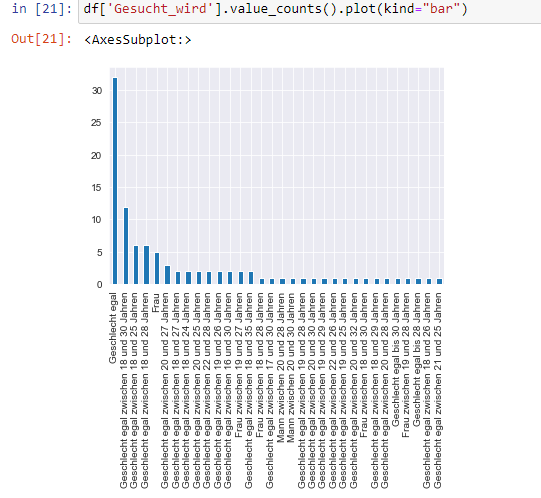 in [21]: df['Gesucht_wird'].value_counts().plot(kind="bar")
Out[21]: <AxesSubplot:>
30
25
20
15
10
5
0
Geschlecht egal
Geschlecht egal zwischen 18 und 30 Jahren
Geschlecht egal zwischen 18 und 25 Jahren
Geschlecht egal zwischen 18 und 28 Jahren
Frau
Geschlecht egal zwischen 20 und 27 Jahren
Geschlecht egal zwischen 18 und 27 Jahren
Geschlecht egal zwischen 18 und 24 Jahren
Geschlecht egal zwischen 20 und 25 Jahren
Geschlecht egal zwischen 22 und 28 Jahren
Geschlecht egal zwischen 19 und 26 Jahren
Geschlecht egal zwischen 16 und 30 Jahren
Frau zwischen 19 und 27 Jahren
Geschlecht egal zwischen 18 und 35 Jahren
Frau zwischen 18 und 28 Jahren
Geschlecht egal zwischen 17 und 30 Jahren
Mann zwischen 20 und 28 Jahren
Mann zwischen 20 und 30 Jahren
Geschlecht egal zwischen 19 und 28 Jahren
Geschlecht egal zwischen 20 und 30 Jahren
Geschlecht egal zwischen 19 und 29 Jahren
Geschlecht egal zwischen 22 und 26 Jahren
Geschlecht egal zwischen 19 und 25 Jahren
Geschlecht egal zwischen 20 und 32 Jahren
Frau zwischen 18 und 30 Jahren
Geschlecht egal zwischen 18 und 29 Jahren
Geschlecht egal zwischen 20 und 28 Jahren
Geschlecht egal bis 30 Jahren
Frau zwischen 19 und 28 Jahren
Geschlecht egal bis 28 Jahren
Geschlecht egal zwischen 18 und 26 Jahren
Geschlecht egal zwischen 21 und 25 Jahren